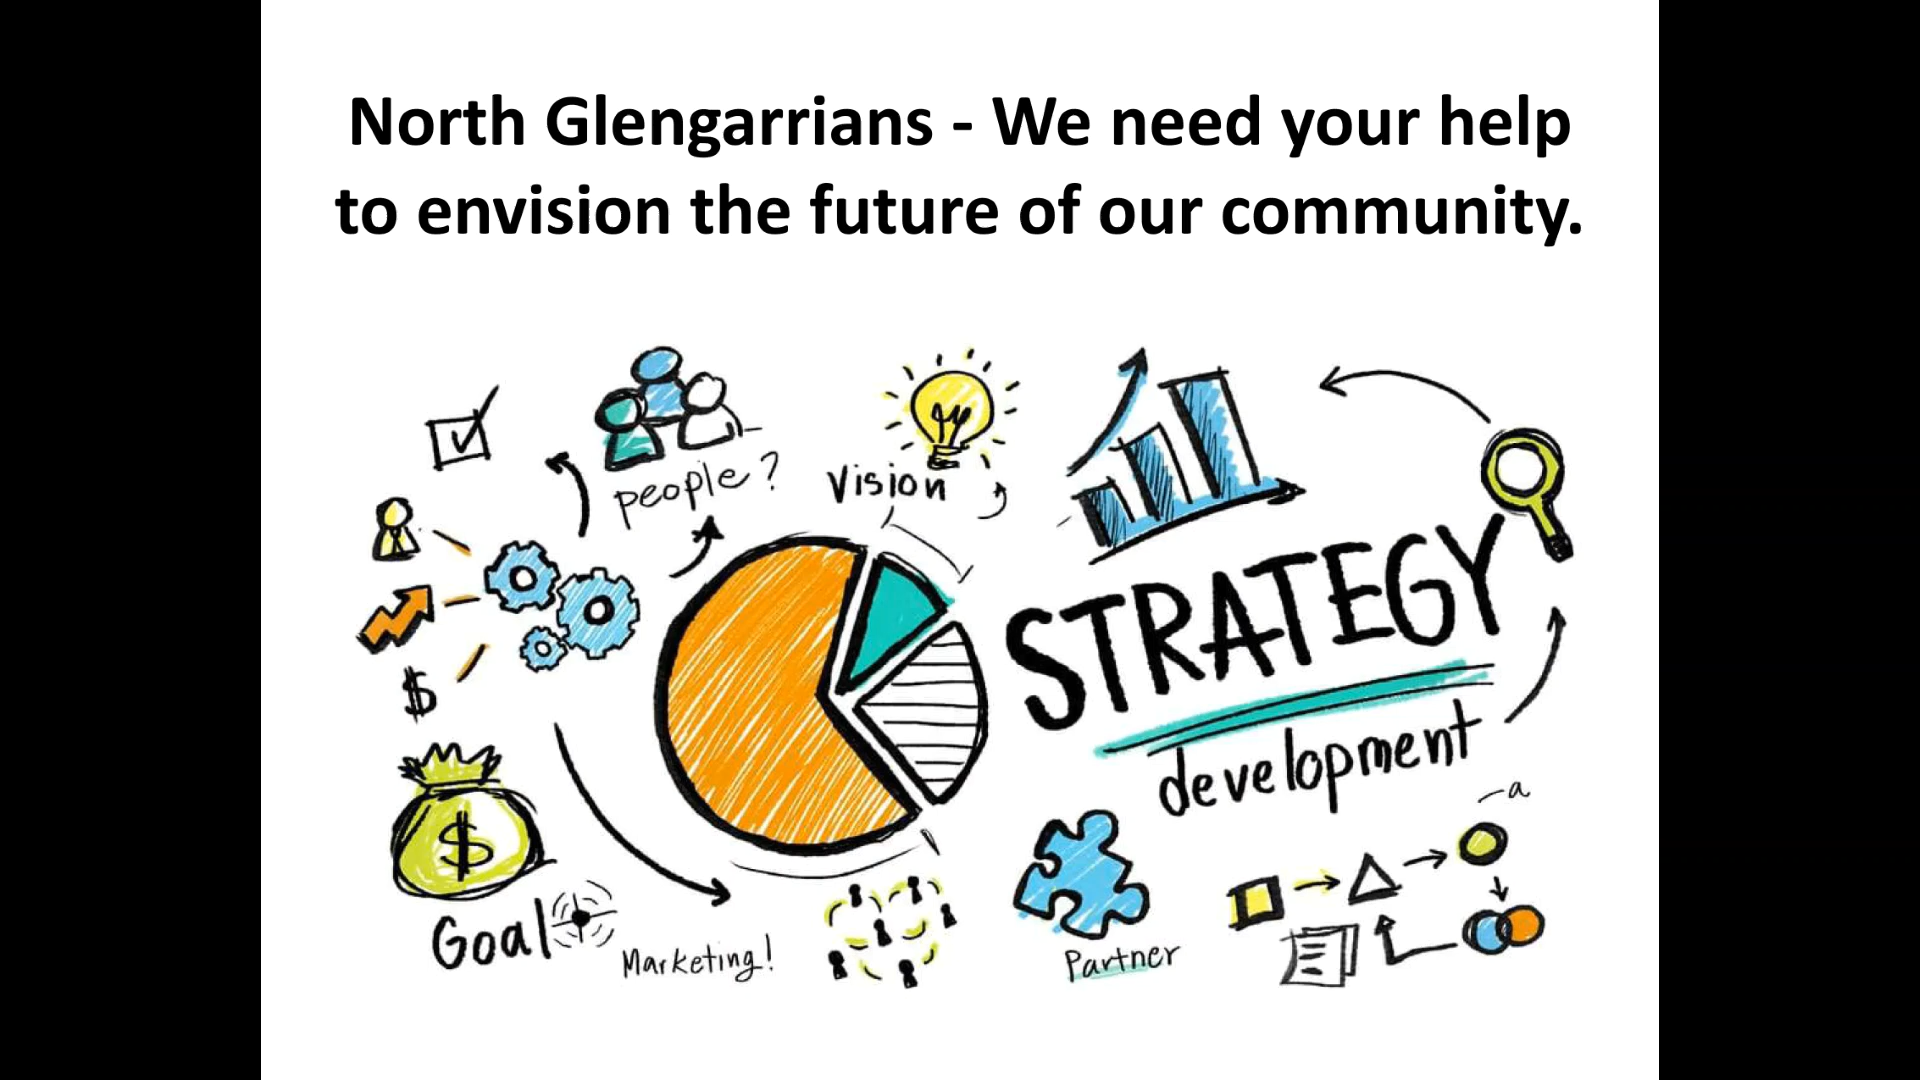 North Glengarrians - We need your help
to envision the future of our community.
people?
Vision
STRATEGY
development
$
$
a
Goal
Marketing!
Partner